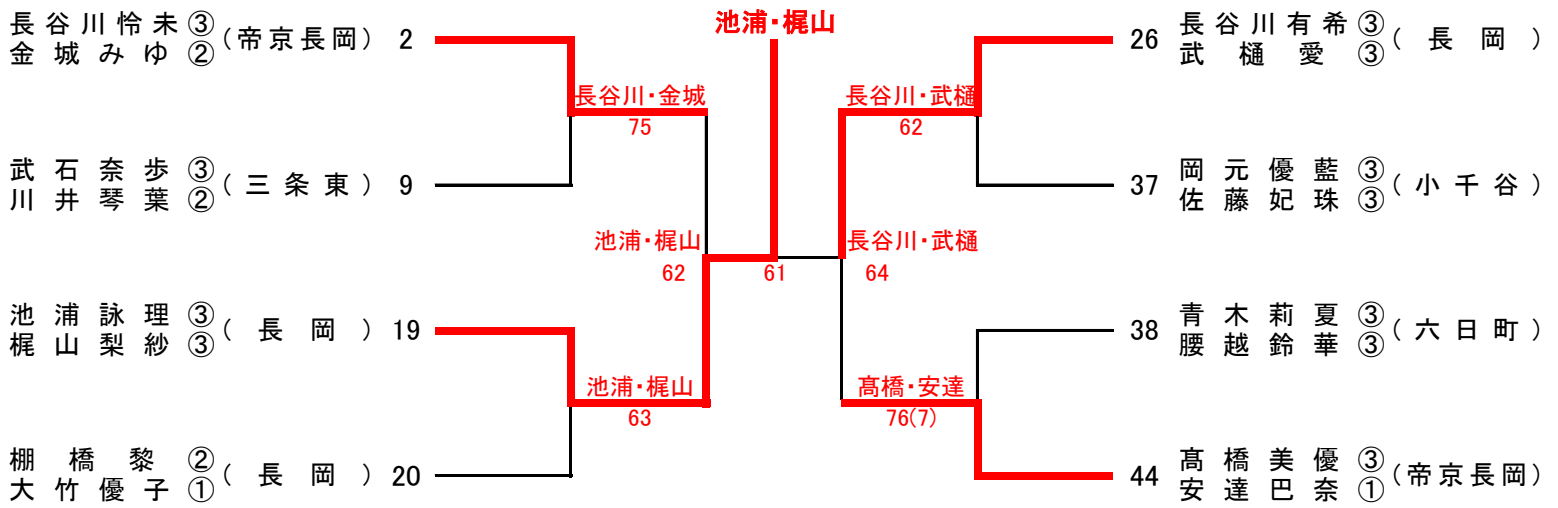 池浦・梶山
長谷川怜未③
金城みゆ②
(帝京長岡) 2
長谷川・金城
75
武石奈歩③
川井琴葉②
(三条東) 9
池浦・梶山
62
61
池浦詠理③
梶山梨紗③
(長岡) 19
池浦・梶山
63
棚橋黎②
大竹優子①
(長岡) 20
26 長谷川有希③
武樋愛③
(長岡)
長谷川・武樋
62
37 岡元優藍③
佐藤妃珠③
(小千谷)
長谷川・武樋
64
38 青木莉夏③
腰越鈴華③
(六日町)
髙橋・安達
76(7)
44 髙橋美優③
安達巴奈①
(帝京長岡)